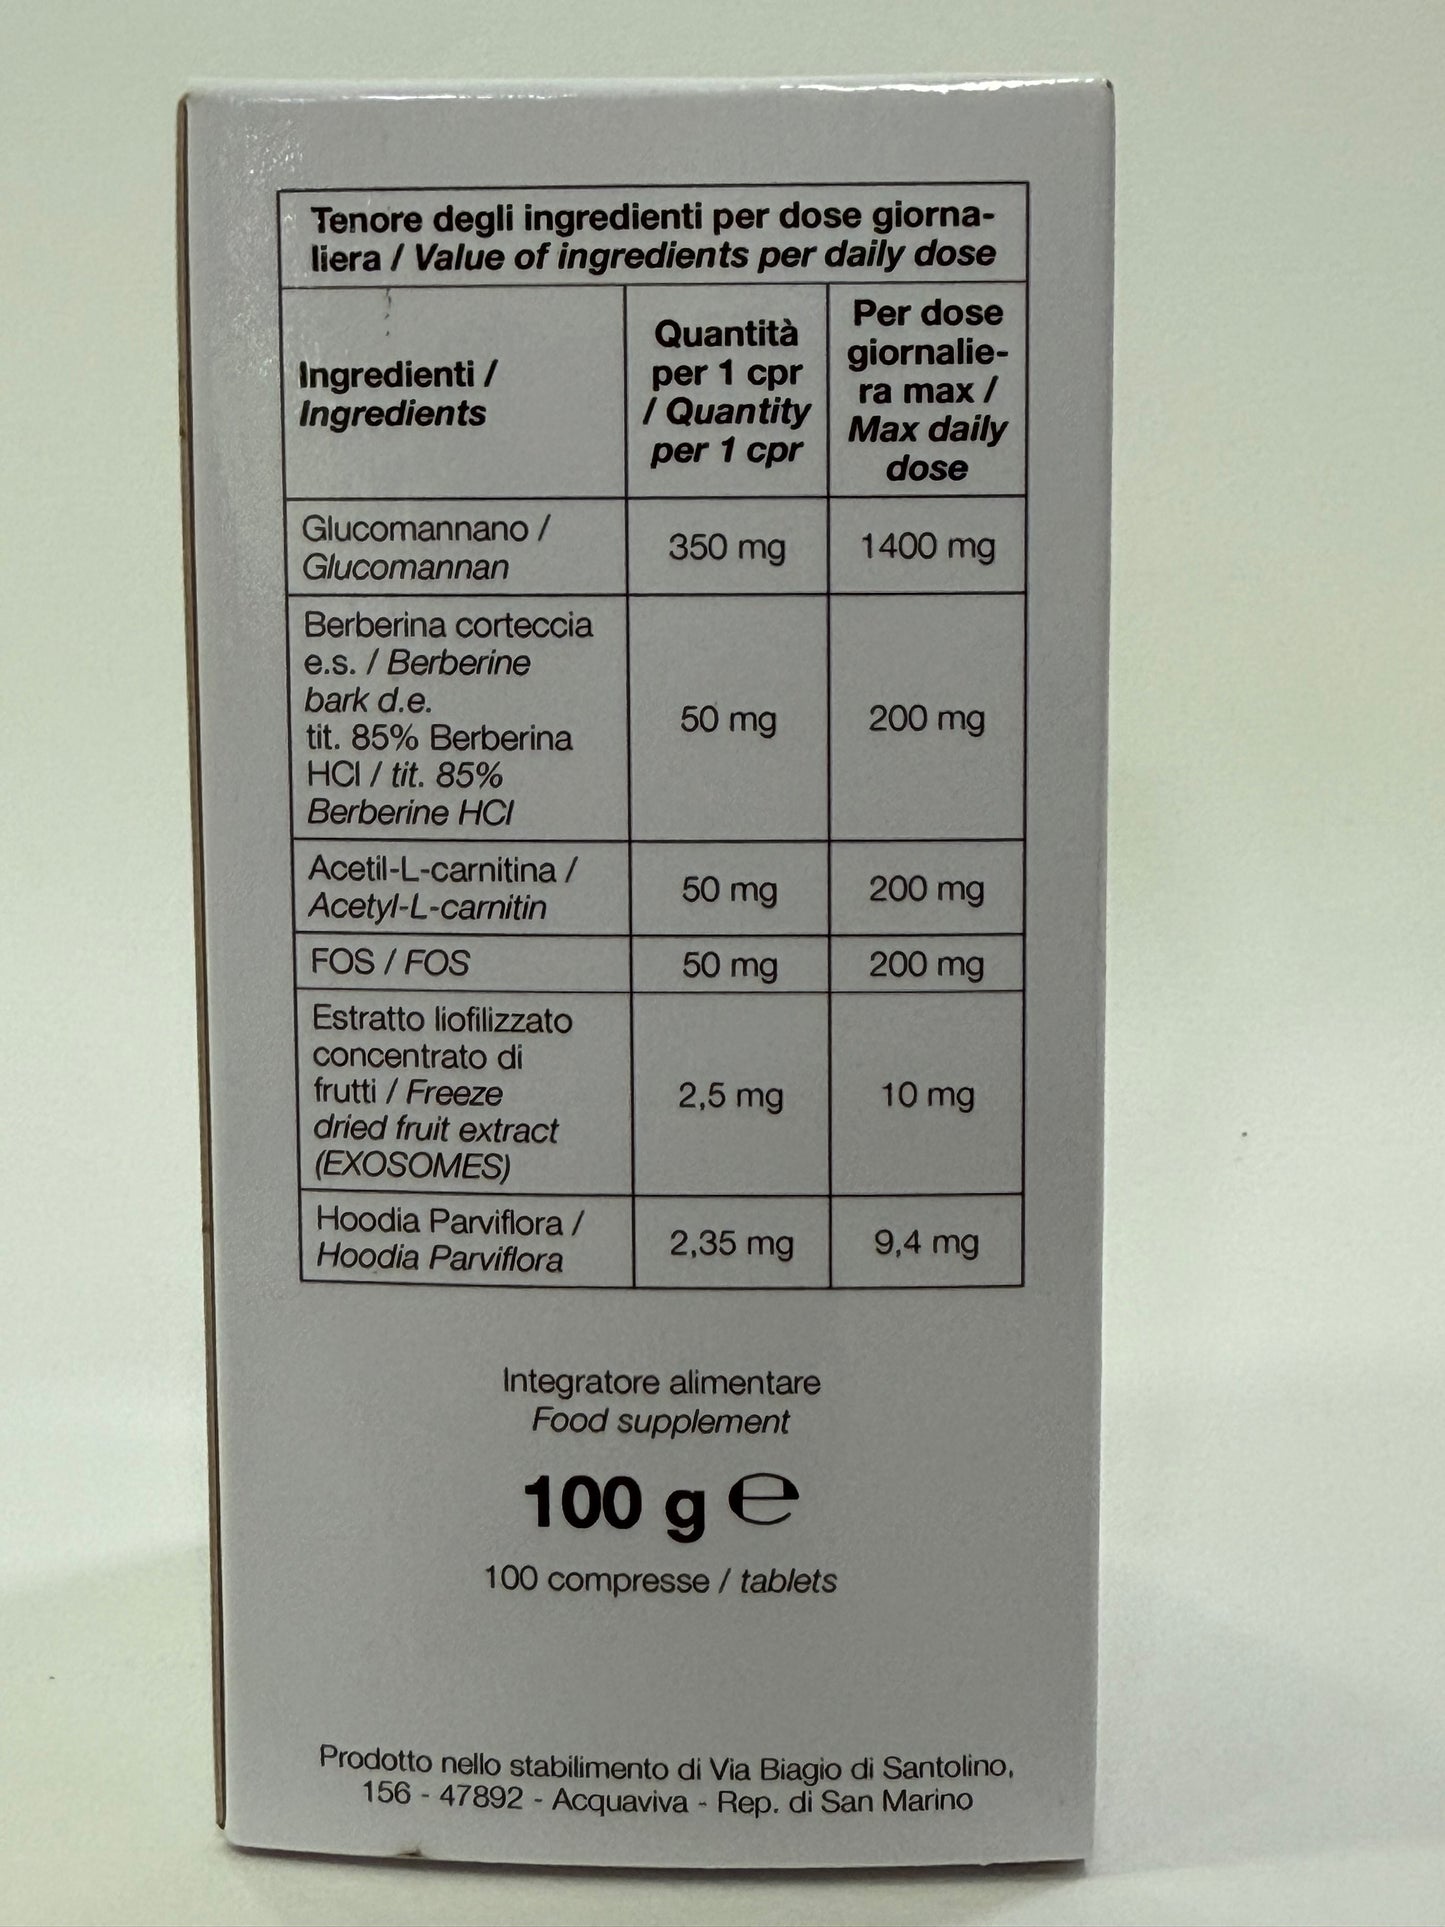 Tenore degli ingredienti per dose giorna-
liera / Value of ingredients per daily dose
Ingredienti /
Ingredients
Quantità
per 1 cpr
/ Quantity
per 1 cpr
Per dose
giornalie-
ra max /
Max daily
dose
Glucomannano /
Glucomannan
350 mg
1400 mg
Berberina corteccia
e.s. / Berberine
bark d.e.
tit. 85% Berberina
HCl / tit. 85%
Berberine HCl
50 mg
200 mg
Acetil-L-carnitina /
Acetyl-L-carnitin
50 mg
200 mg
FOS / FOS
50 mg
200 mg
Estratto liofilizzato
concentrato di
frutti / Freeze
dried fruit extract
(EXOSOMES)
2,5 mg
10 mg
Hoodia Parviflora /
Hoodia Parviflora
2,35 mg
9,4 mg
Integratore alimentare
Food supplement
100 g ℮
100 compresse / tablets
Prodotto nello stabilimento di Via Biagio di Santolino,
156 - 47892 - Acquaviva - Rep. di San Marino